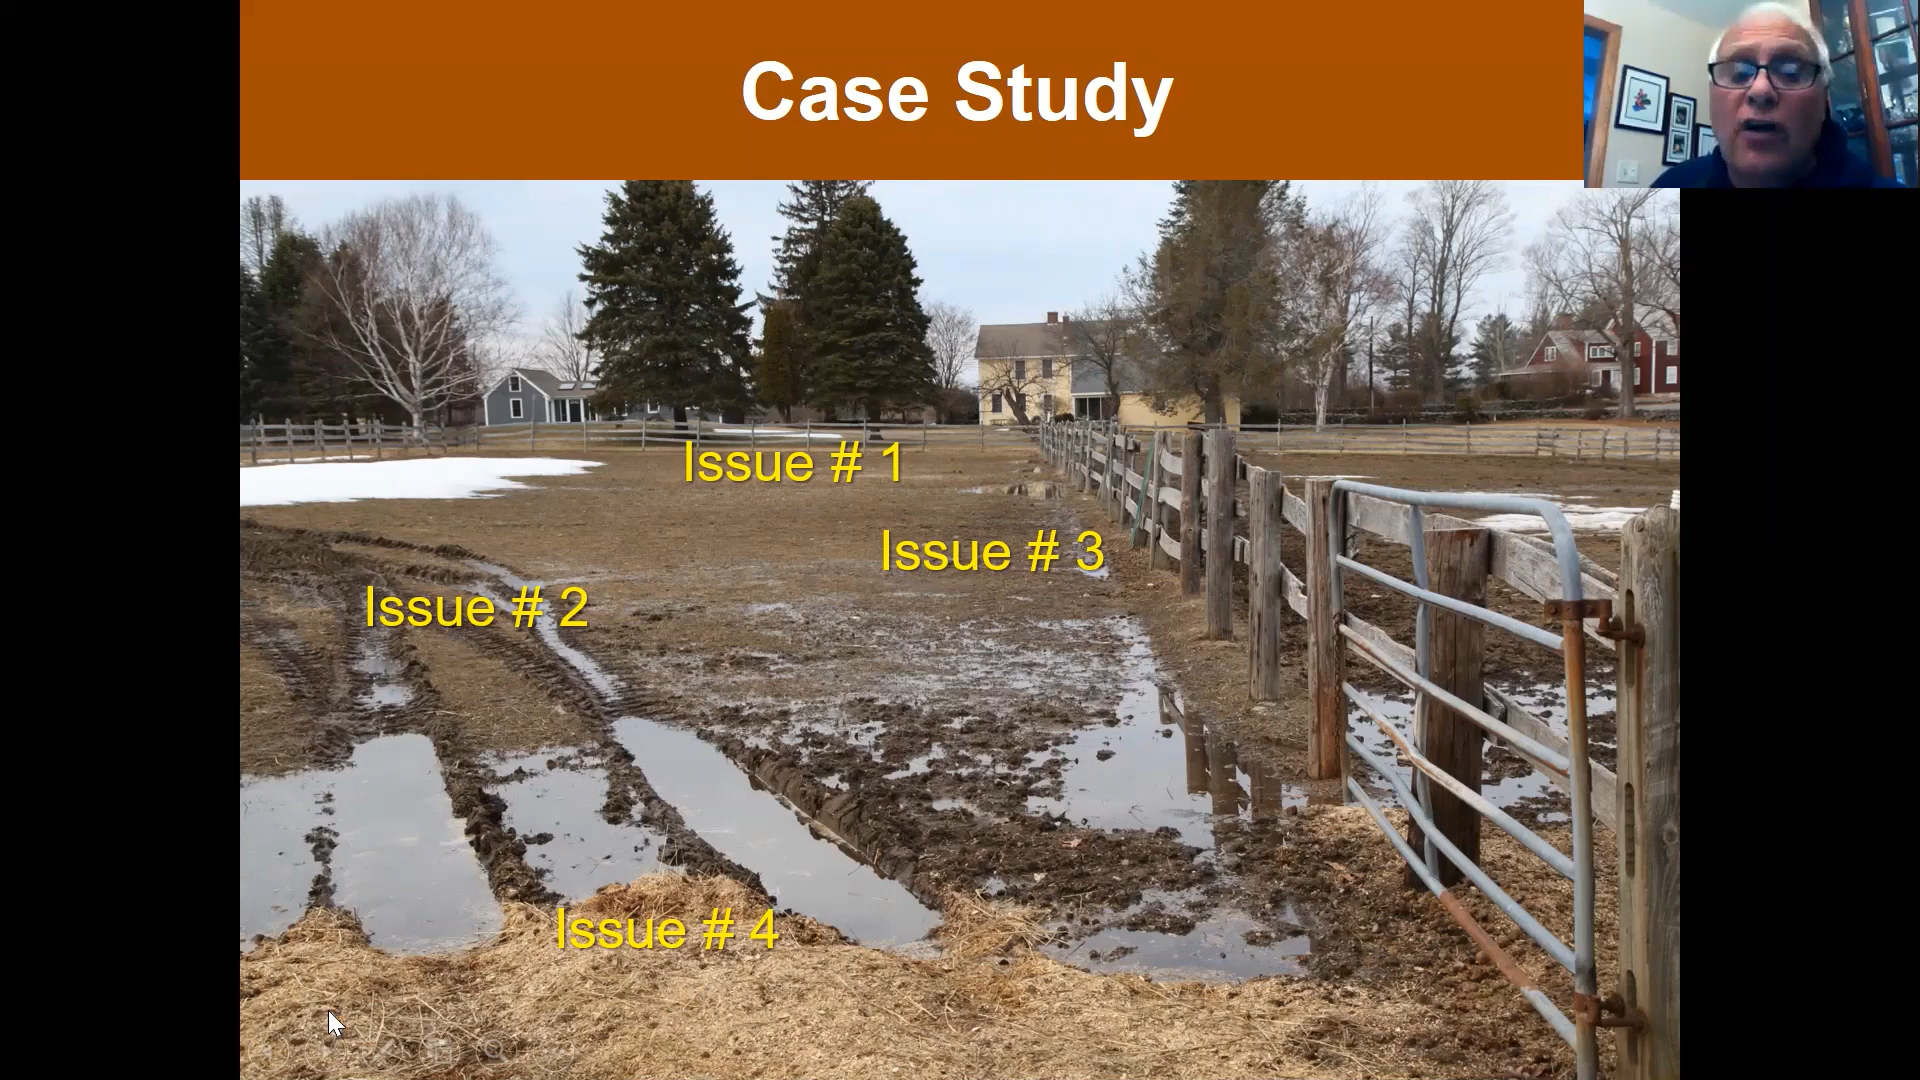 Case Study
Issue # 1
Issue # 3
Issue # 2
Issue # 4